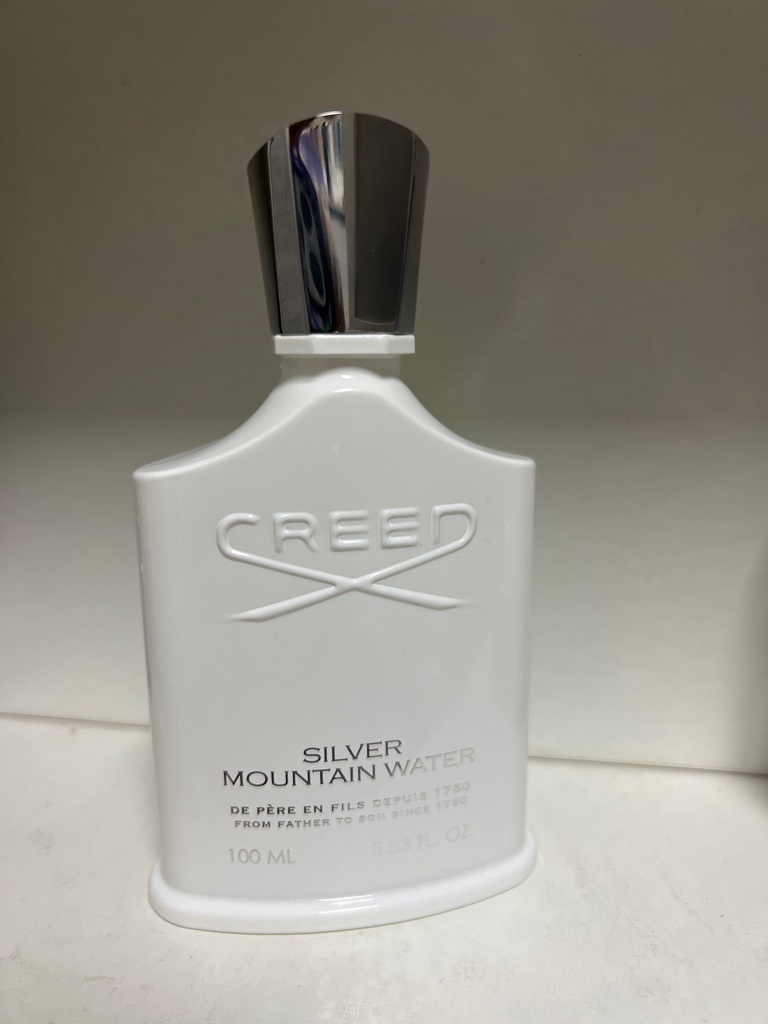 CREED
SILVER
MOUNTAIN WATER
DE PÈRE EN FILS DEPUIS 1760
FROM FATHER TO SON SINCE 1760
100 ML 3.33 FL. OZ.